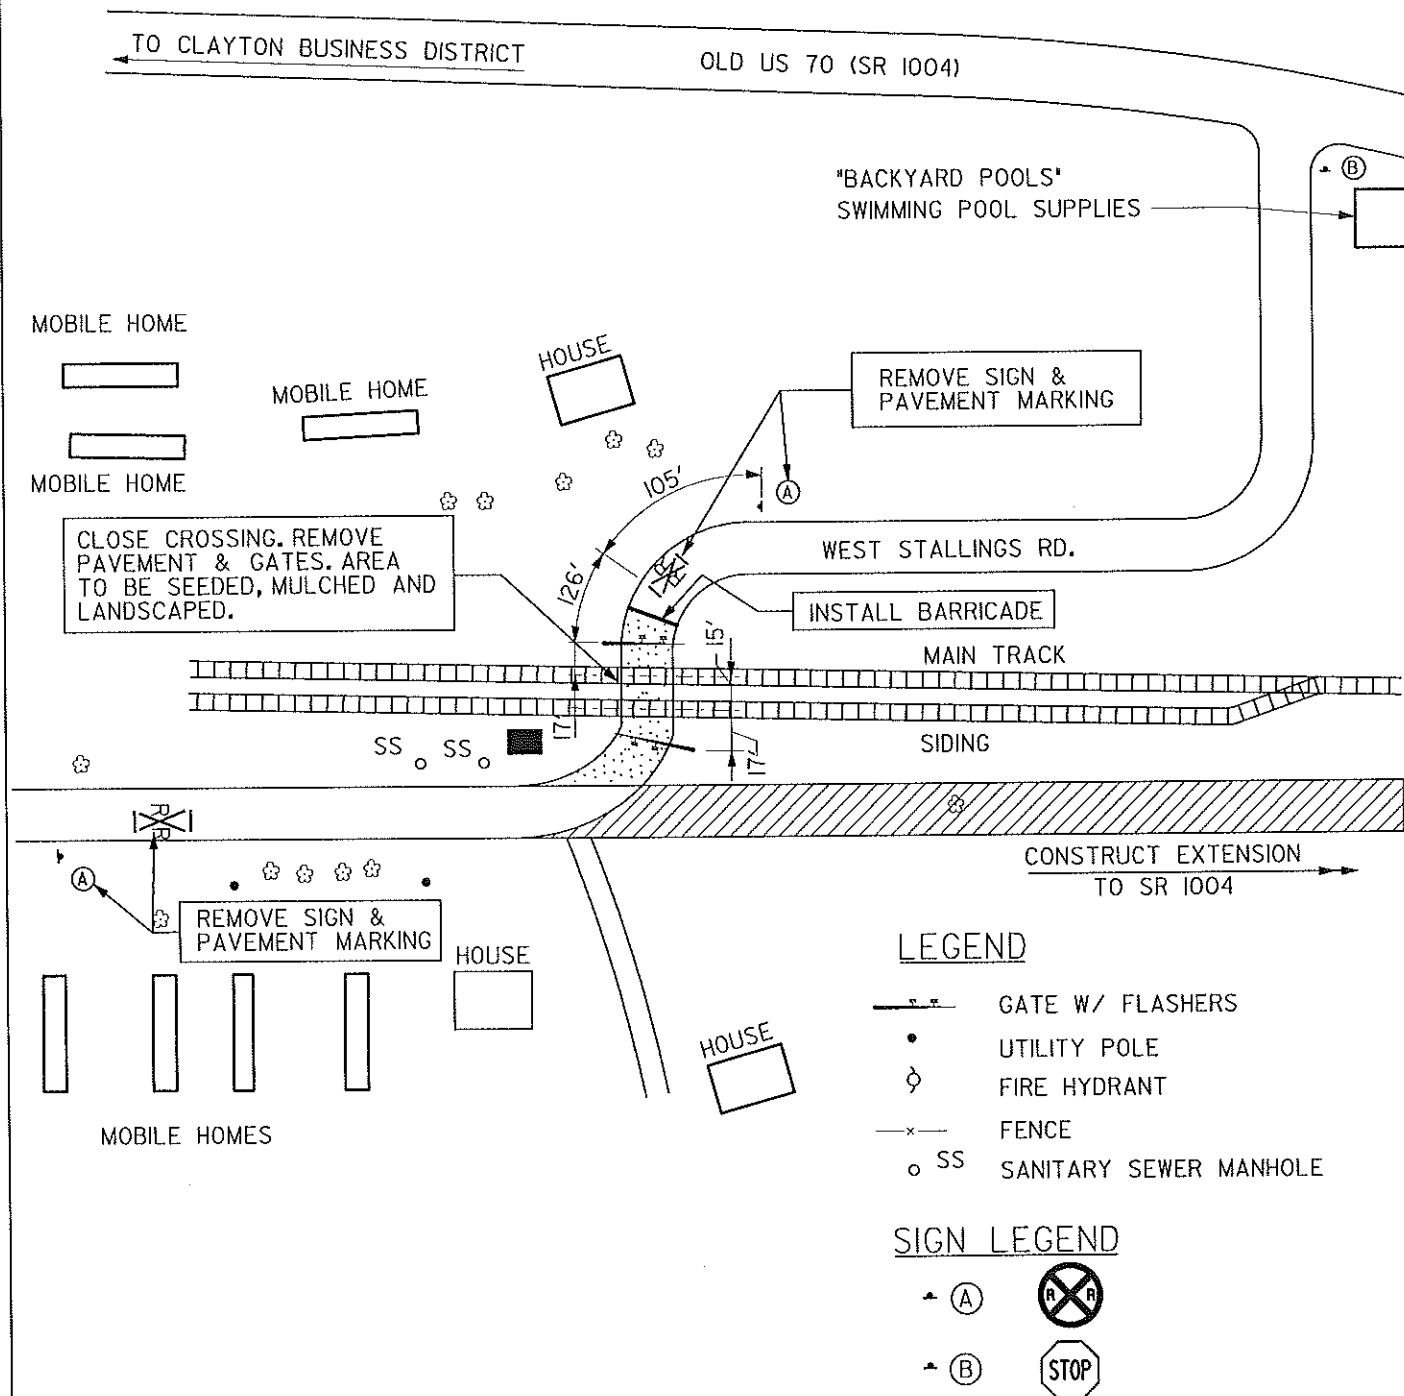 TO CLAYTON BUSINESS DISTRICT
OLD US 70 (SR 1004)
"BACKYARD POOLS"
SWIMMING POOL SUPPLIES
B
MOBILE HOME
MOBILE HOME
MOBILE HOME
HOUSE
REMOVE SIGN &
PAVEMENT MARKING
A
105'
126'
CLOSE CROSSING. REMOVE
PAVEMENT & GATES. AREA
TO BE SEEDED, MULCHED AND
LANDSCAPED.
R R
WEST STALLINGS RD.
INSTALL BARRICADE
15'
MAIN TRACK
17'
SS
SS
17'
SIDING
R R
A
REMOVE SIGN &
PAVEMENT MARKING
CONSTRUCT EXTENSION
TO SR 1004
HOUSE
HOUSE
MOBILE HOMES
LEGEND
GATE W/ FLASHERS
UTILITY POLE
FIRE HYDRANT
FENCE
SS SANITARY SEWER MANHOLE
SIGN LEGEND
A R R
B STOP